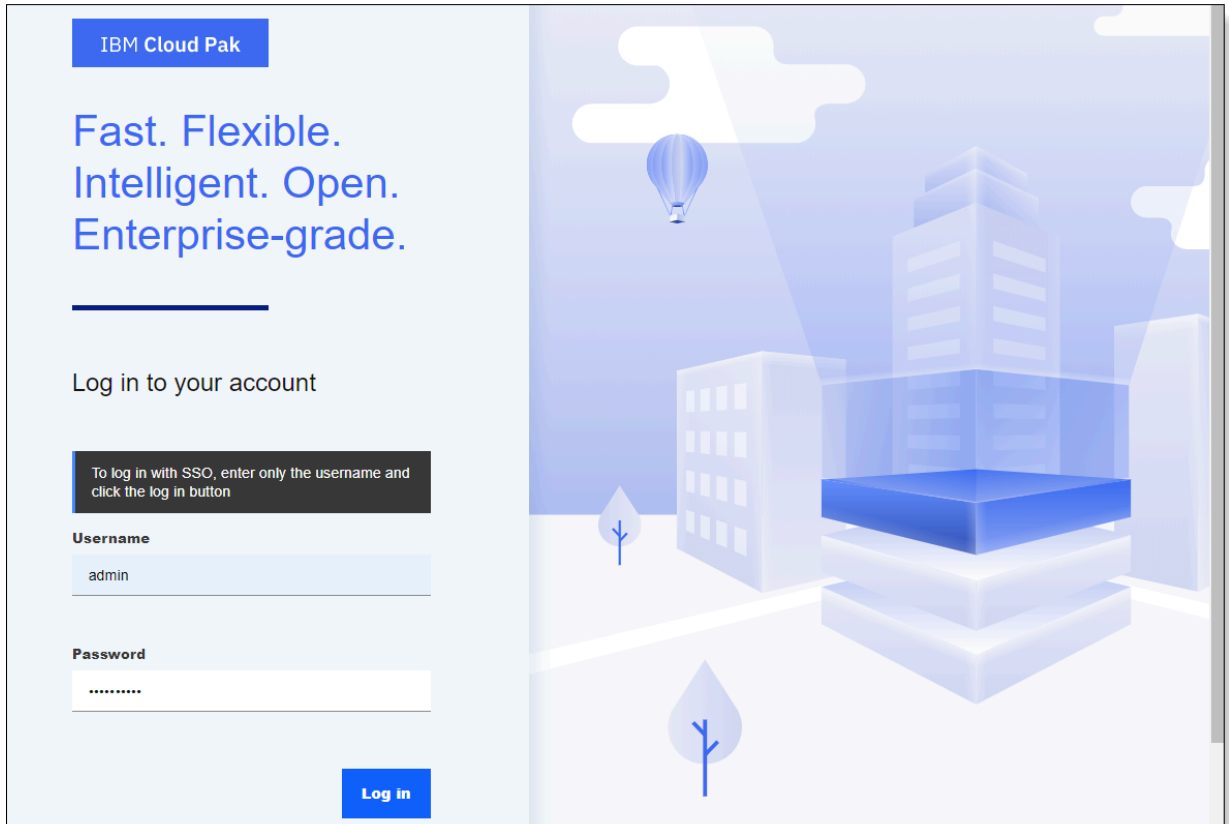 IBM Cloud Pak
Fast. Flexible.
Intelligent. Open.
Enterprise-grade.
Log in to your account
To log in with SSO, enter only the username and
click the log in button
Username
admin
Password
••••••••••
Log in